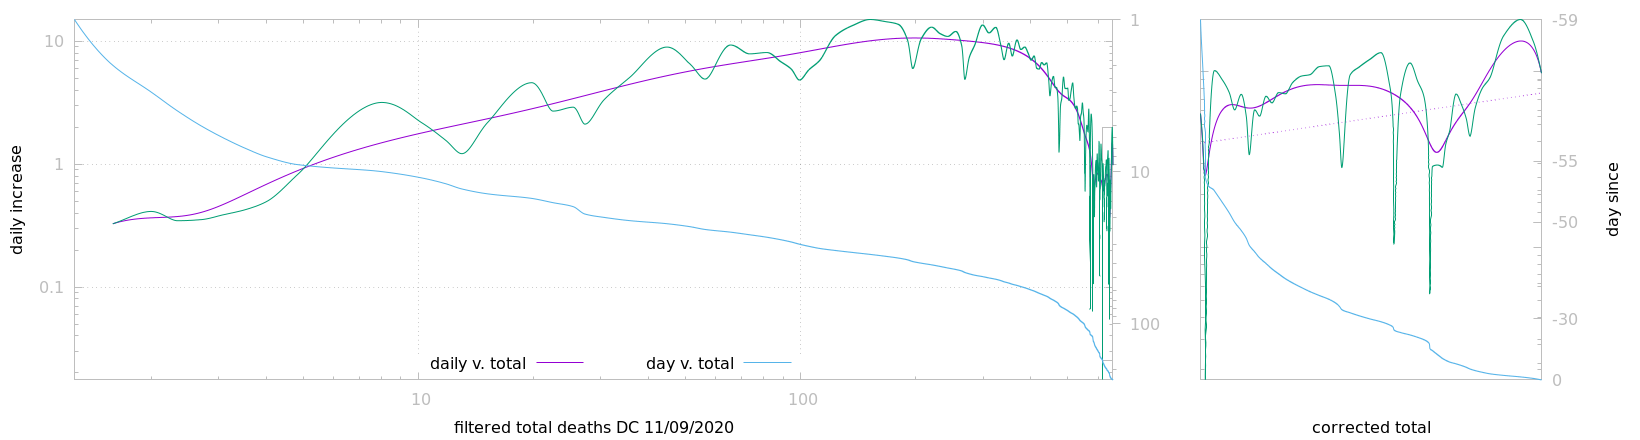 10
1
0.1
daily increase
10
100
1
10
100
daily v. total
day v. total
filtered total deaths DC 11/09/2020
-59
-55
-50
-30
0
day since
corrected total